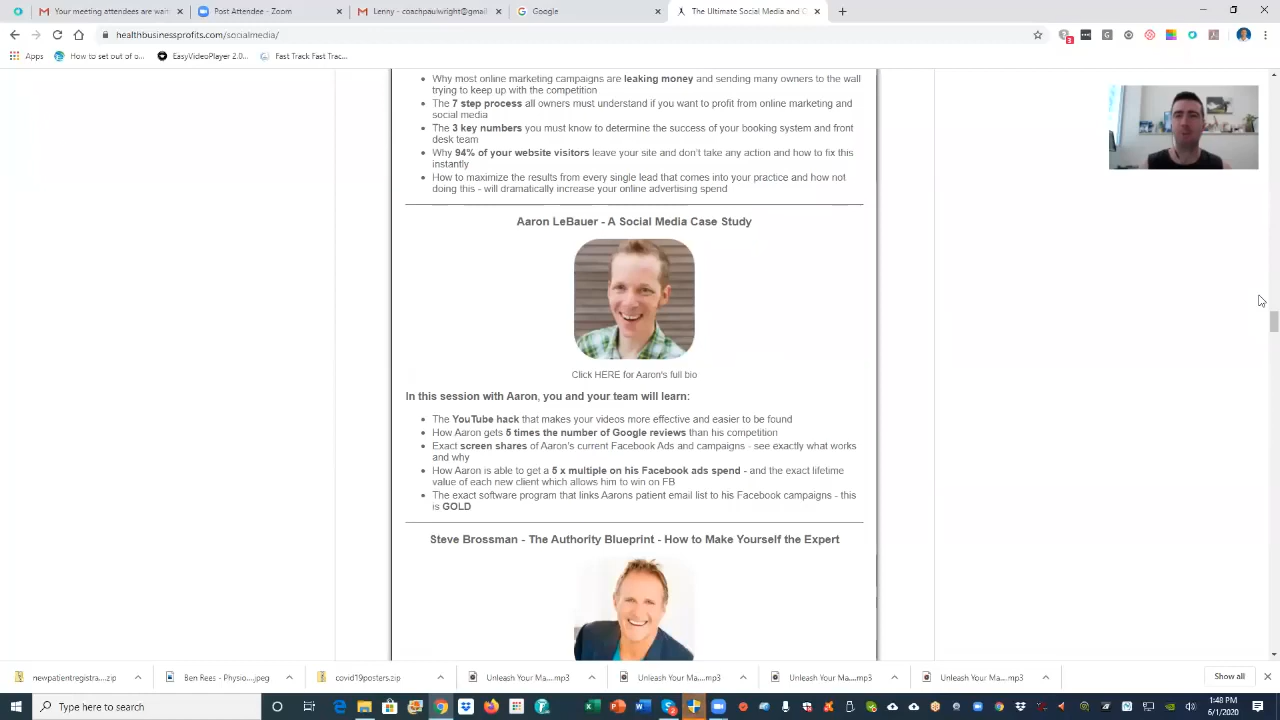 Your meeting attendees are wan
Post Attendee - Zoom
Lenny - coachpaulwright@gmail.c
Google
The Ultimate Social Media and O
healthbusinessprofits.com/socialmedia/
3
Apps
How to set out of o...
EasyVideoPlayer 2.0...
Fast Track Fast Trac...
• Why most online marketing campaigns are leaking money and sending many owners to the wall
trying to keep up with the competition
• The 7 step process all owners must understand if you want to profit from online marketing and
social media
• The 3 key numbers you must know to determine the success of your booking system and front
desk team
• Why 94% of your website visitors leave your site and don't take any action and how to fix this
instantly
• How to maximize the results from every single lead that comes into your practice and how not
doing this - will dramatically increase your online advertising spend
Aaron LeBauer - A Social Media Case Study
Click HERE for Aaron's full bio
In this session with Aaron, you and your team will learn:
• The YouTube hack that makes your videos more effective and easier to be found
• How Aaron gets 5 times the number of Google reviews than his competition
• Exact screen shares of Aaron's current Facebook Ads and campaigns - see exactly what works
and why
• How Aaron is able to get a 5 x multiple on his Facebook ads spend - and the exact lifetime
value of each new client which allows him to win on FB
• The exact software program that links Aarons patient email list to his Facebook campaigns - this
is GOLD
Steve Brossman - The Authority Blueprint - How to Make Yourself the Expert
newpatientregistra....zip
Ben Rees - Physio....jpeg
covid19posters.zip
Unleash Your Ma....mp3
Unleash Your Ma....mp3
Unleash Your Ma....mp3
Unleash Your Ma....mp3
Show all
Type here to search
1:48 PM
6/1/2020